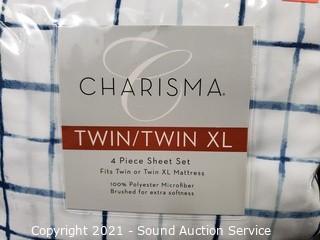 C
CHARISMA®
TWIN/TWIN XL
4 Piece Sheet Set
Fits Twin or Twin XL Mattress
100% Polyester Microfiber
Brushed for extra softness
Copyright 2021 - Sound Auction Service